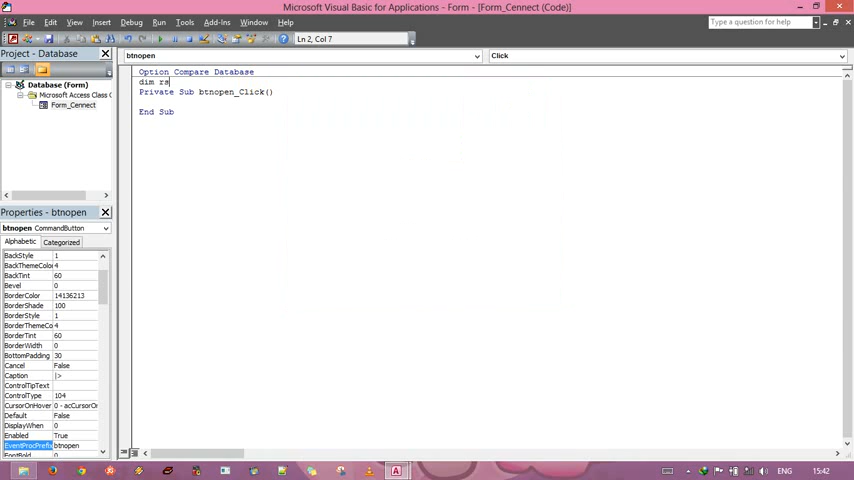 Microsoft Visual Basic for Applications - Form - [Form_Cennect (Code)]
File Edit View Insert Debug Run Tools Add-Ins Window Help
Type a question for help
Ln 2, Col 7
Project - Database
Database (Form)
Microsoft Access Class O
Form_Cennect
btnopen
Click
Option Compare Database
dim rs
Private Sub btnopen_Click()
End Sub
Properties - btnopen
btnopen CommandButton
Alphabetic Categorized
BackStyle 1
BackThemeColor 4
BackTint 60
Bevel 0
BorderColor 14136213
BorderShade 100
BorderStyle 1
BorderThemeCo 4
BorderTint 60
BorderWidth 0
BottomPadding 30
Cancel False
Caption |>
ControlTipText
ControlType 104
CursorOnHover 0 - acCursorOn
Default False
DisplayWhen 0
Enabled True
EventProcPrefix btnopen
FontBold 0
ENG
15:42